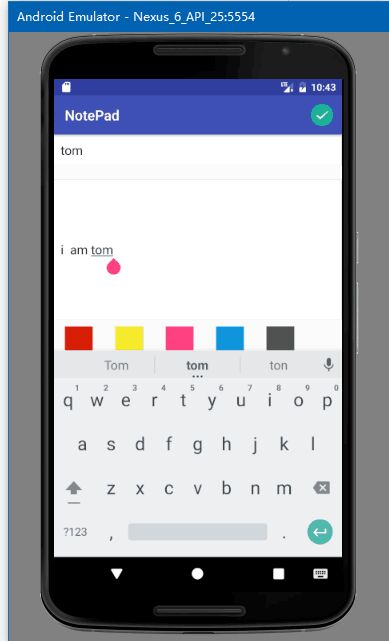 Android Emulator - Nexus_6_API_25:5554
LTE 10:43
NotePad
tom
i am tom
Tom tom ton
1 2 3 4 5 6 7 8 9 0
q w e r t y u i o p
a s d f g h j k l
z x c v b n m
?123 , .